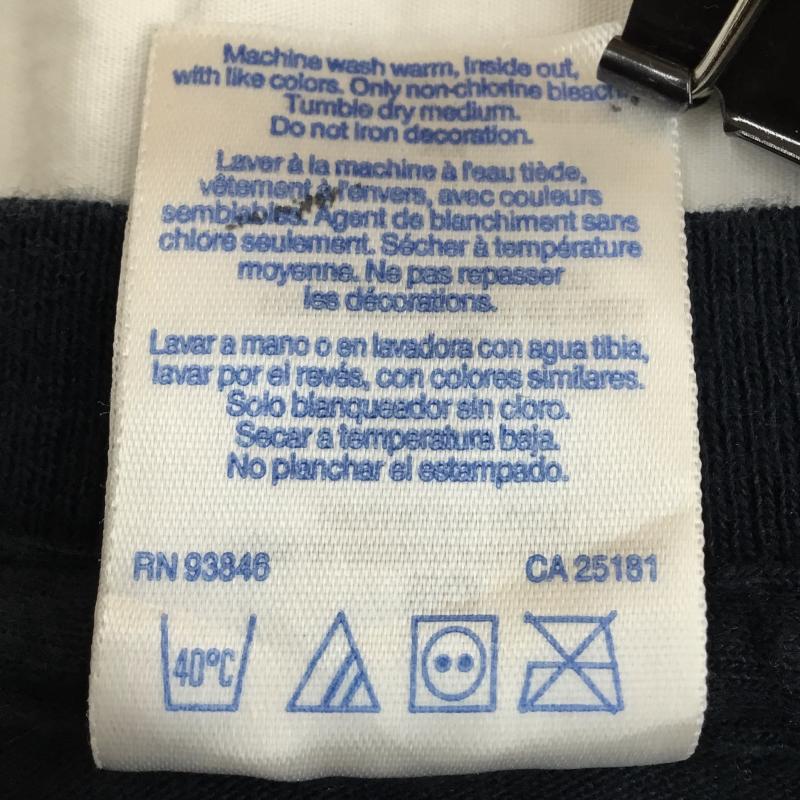 Machine wash warm, inside out,
with like colors. Only non-chlorine bleach.
Tumble dry medium.
Do not iron decoration.
Laver à la machine à l'eau tiède,
vêtement à l'envers, avec couleurs
semblables. Agent de blanchiment sans
chlore seulement. Sécher à température
moyenne. Ne pas repasser
les décorations.
Lavar a mano o en lavadora con agua tibia,
lavar por el revés, con colores similares.
Solo blanqueador sin cloro.
Secar a temperatura baja.
No planchar el estampado.
RN 93846 CA 25181
40°C